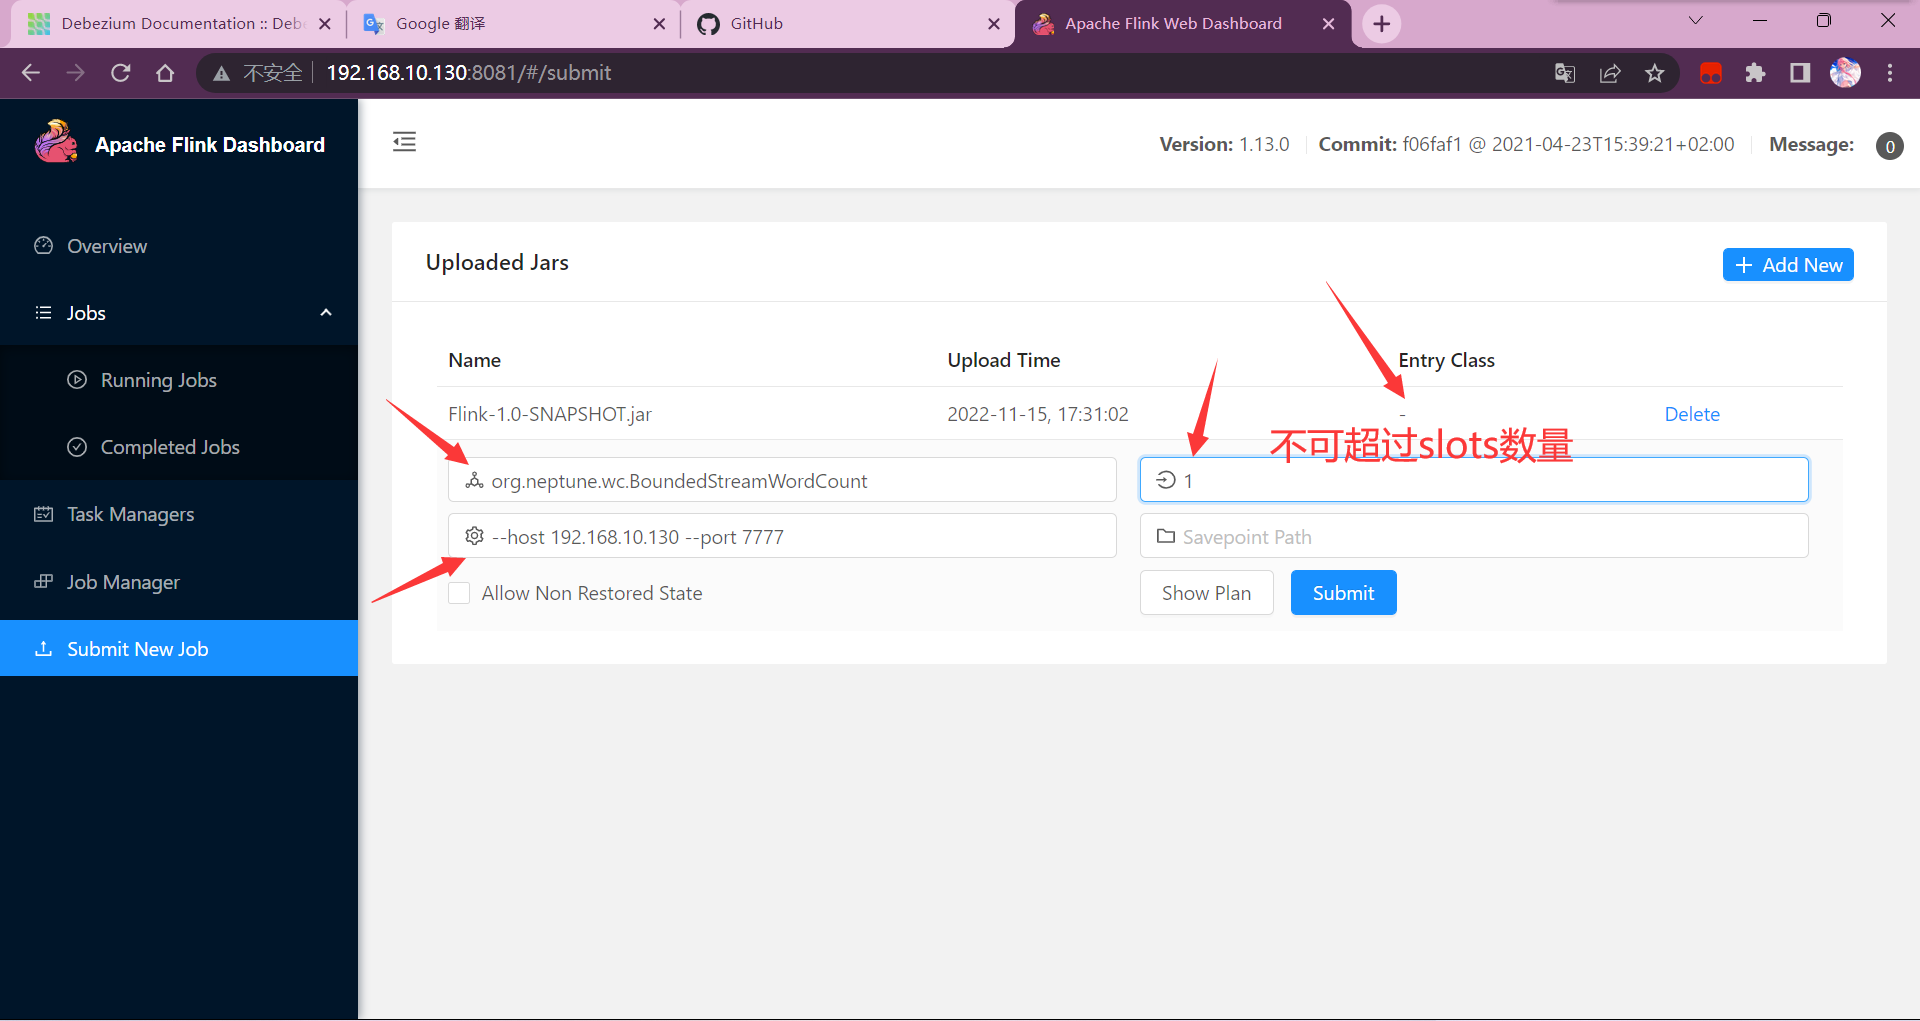 Debezium Documentation :: Deb
Google 翻译
GitHub
Apache Flink Web Dashboard
不安全
192.168.10.130:8081/#/submit
Apache Flink Dashboard
Version: 1.13.0
Commit: f06faf1 @ 2021-04-23T15:39:21+02:00
Message:
0
Overview
Jobs
Running Jobs
Completed Jobs
Task Managers
Job Manager
Submit New Job
Uploaded Jars
+ Add New
Name
Upload Time
Entry Class
Flink-1.0-SNAPSHOT.jar
2022-11-15, 17:31:02
-
Delete
不可超过slots数量
org.neptune.wc.BoundedStreamWordCount
1
--host 192.168.10.130 --port 7777
Savepoint Path
Allow Non Restored State
Show Plan
Submit